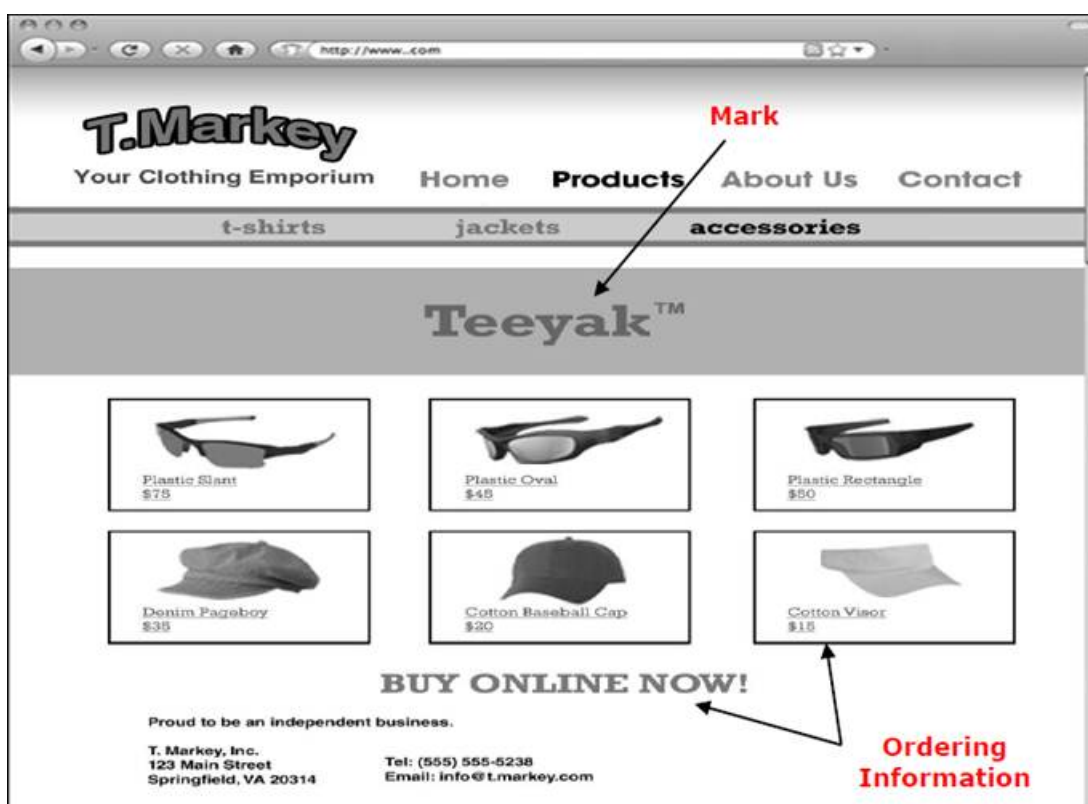 http://www..com
T.Markey
Your Clothing Emporium
Home Products About Us Contact
t-shirts jackets accessories
Mark
Teeyak™
Plastic Slant
$75
Plastic Oval
$45
Plastic Rectangle
$50
Denim Pageboy
$35
Cotton Baseball Cap
$20
Cotton Visor
$15
BUY ONLINE NOW!
Proud to be an independent business.
T. Markey, Inc.
123 Main Street
Springfield, VA 20314
Tel: (555) 555-5238
Email: info@t.markey.com
Ordering
Information